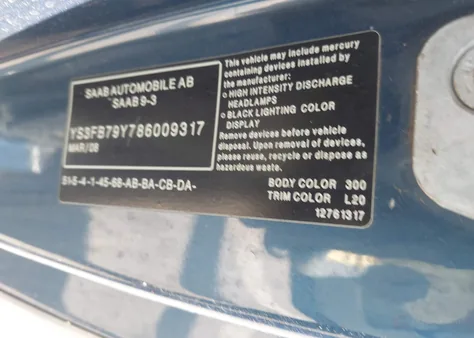 SAAB AUTOMOBILE AB
SAAB 9-3
YS3FB79Y786009317
MAR/08
B1-5-4-1-45-68-AB-BA-CB-DA-
This vehicle may include mercury
containing devices installed by
the manufacturer:
○ HIGH INTENSITY DISCHARGE
HEADLAMPS
○ BLACK LIGHTING COLOR
DISPLAY
Remove devices before vehicle
disposal. Upon removal of devices,
please reuse, recycle or dispose as
hazardous waste.
BODY COLOR 300
TRIM COLOR L20
12761317